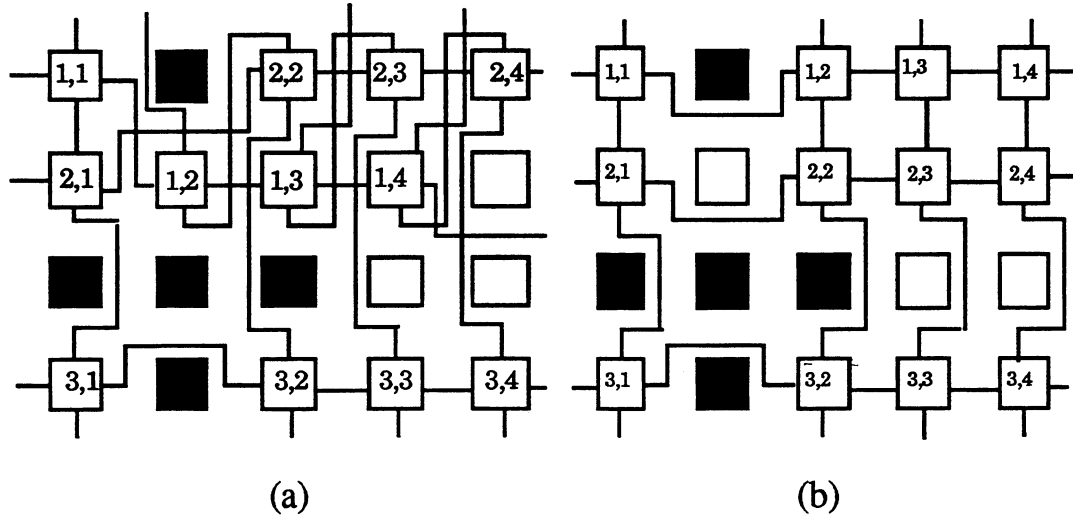 1,1 2,2 2,3 2,4 1,1 1,2 1,3 1,4
2,1 1,2 1,3 1,4 2,1 2,2 2,3 2,4
3,1 3,2 3,3 3,4 3,1 3,2 3,3 3,4
(a) (b)